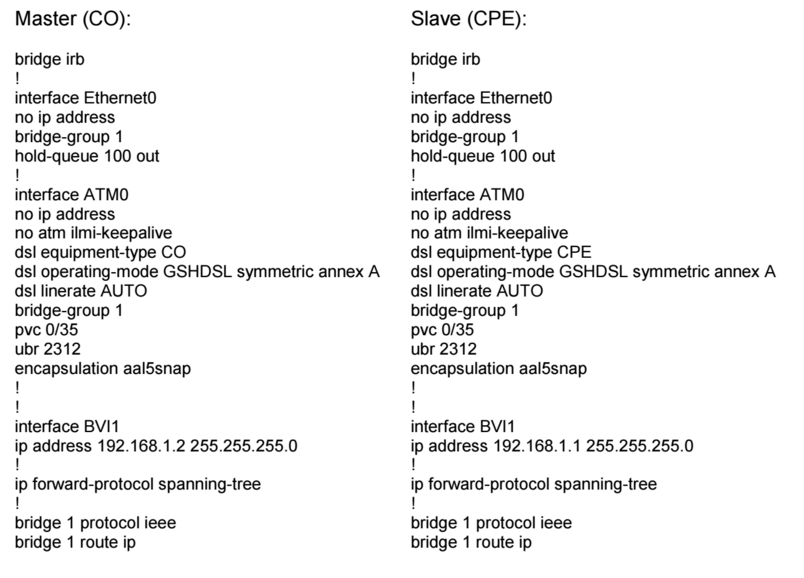 Master (CO):
bridge irb
!
interface Ethernet0
no ip address
bridge-group 1
hold-queue 100 out
!
interface ATM0
no ip address
no atm ilmi-keepalive
dsl equipment-type CO
dsl operating-mode GSHDSL symmetric annex A
dsl linerate AUTO
bridge-group 1
pvc 0/35
ubr 2312
encapsulation aal5snap
!
!
interface BVI1
ip address 192.168.1.2 255.255.255.0
!
ip forward-protocol spanning-tree
!
bridge 1 protocol ieee
bridge 1 route ip
Slave (CPE):
bridge irb
!
interface Ethernet0
no ip address
bridge-group 1
hold-queue 100 out
!
interface ATM0
no ip address
no atm ilmi-keepalive
dsl equipment-type CPE
dsl operating-mode GSHDSL symmetric annex A
dsl linerate AUTO
bridge-group 1
pvc 0/35
ubr 2312
encapsulation aal5snap
!
!
interface BVI1
ip address 192.168.1.1 255.255.255.0
!
ip forward-protocol spanning-tree
!
bridge 1 protocol ieee
bridge 1 route ip